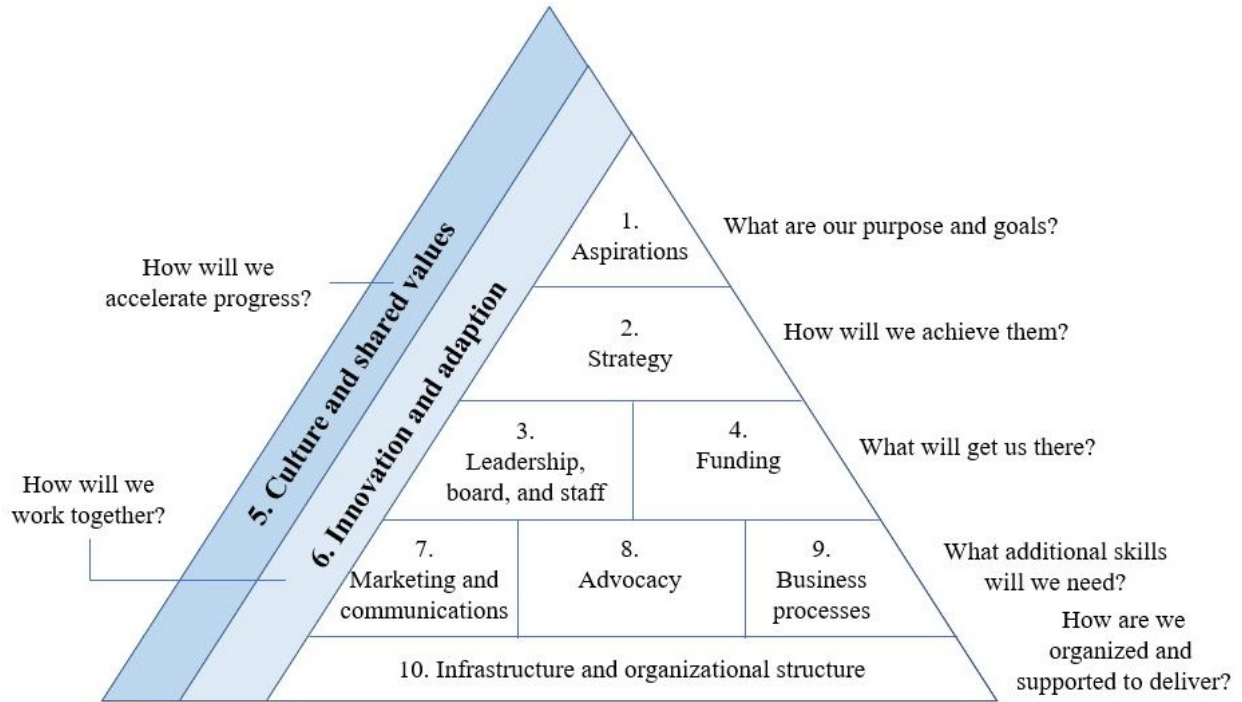 1.
Aspirations
What are our purpose and goals?
How will we
accelerate progress?
5. Culture and shared values
6. Innovation and adaption
2.
Strategy
How will we achieve them?
3.
Leadership,
board, and staff
4.
Funding
What will get us there?
How will we
work together?
7.
Marketing and
communications
8.
Advocacy
9.
Business
processes
What additional skills
will we need?
10. Infrastructure and organizational structure
How are we
organized and
supported to deliver?